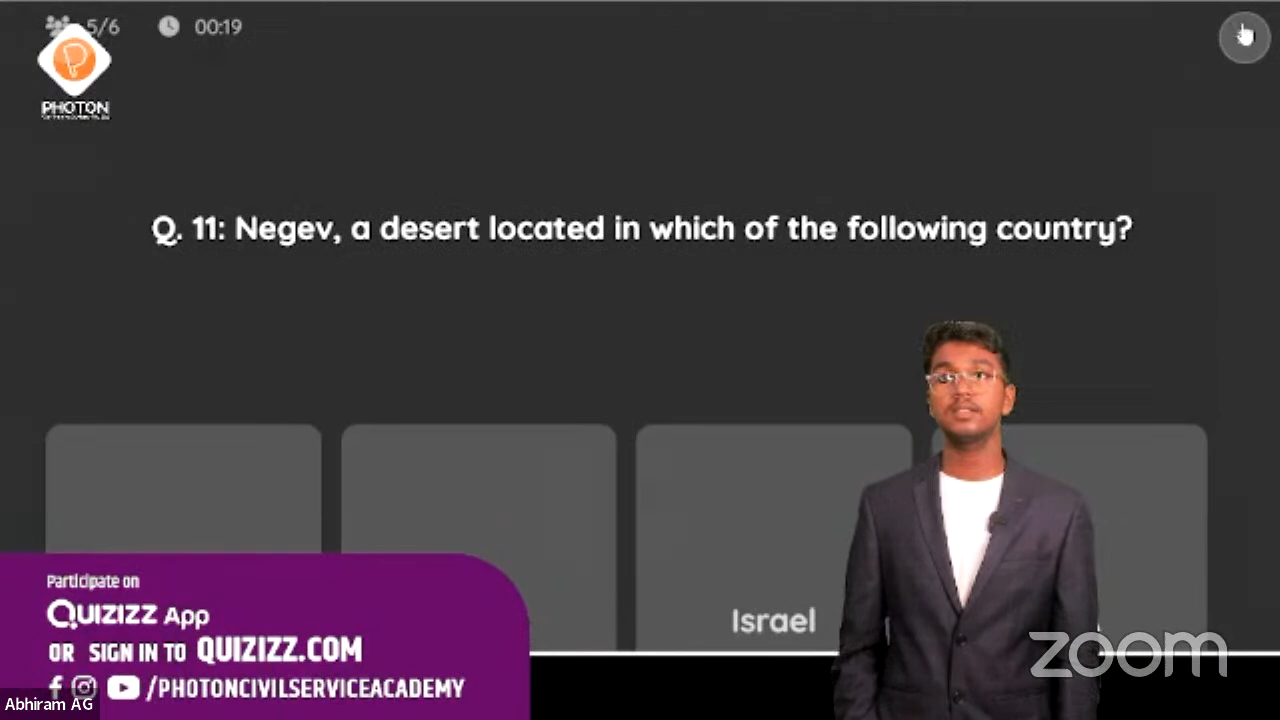 5/6 00:19
PHOTON
Q. 11: Negev, a desert located in which of the following country?
Israel
Participate on
QUIZIZZ App
OR SIGN IN TO QUIZIZZ.COM
/PHOTONCIVILSERVICEACADEMY
Abhiram AG
zoom